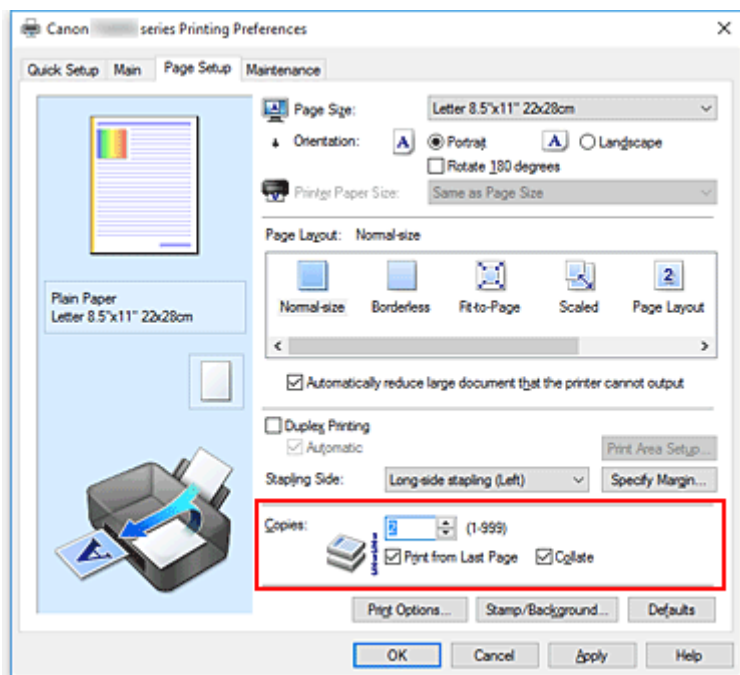 Canon series Printing Preferences
Quick Setup Main Page Setup Maintenance
Page Size: Letter 8.5"x11" 22x28cm
Orientation: A Portrait A Landscape
Rotate 180 degrees
Printer Paper Size: Same as Page Size
Page Layout: Normal-size
2
Normal-size Borderless Fit-to-Page Scaled Page Layout
Plain Paper
Letter 8.5"x11" 22x28cm
Automatically reduce large document that the printer cannot output
Duplex Printing
Automatic Print Area Setup...
Stapling Side: Long-side stapling (Left) Specify Margin...
Copies: 2 (1-999)
Print from Last Page Collate
A
Print Options... Stamp/Background... Defaults
OK Cancel Apply Help